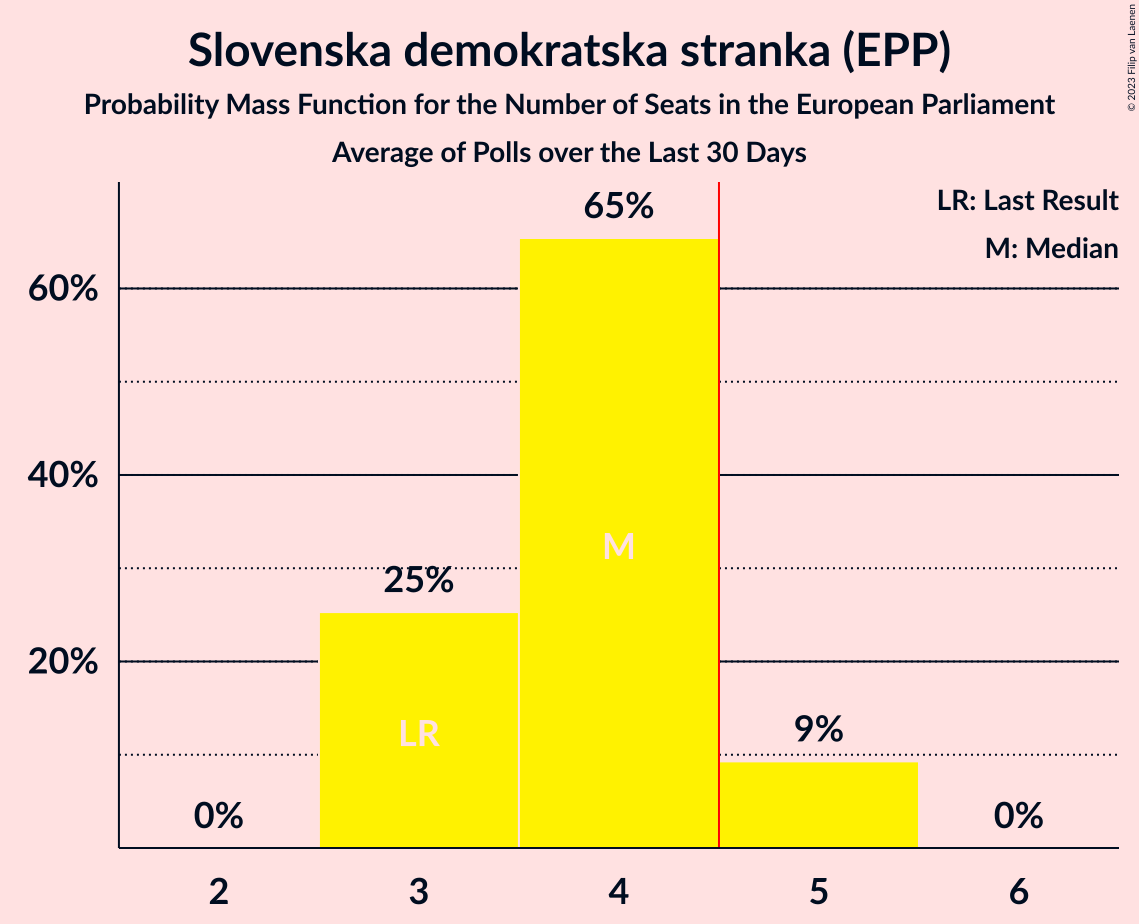 Slovenska demokratska stranka (EPP)
Probability Mass Function for the Number of Seats in the European Parliament
Average of Polls over the Last 30 Days
© 2023 Filip van Laenen
LR: Last Result
M: Median
65%
60%
40%
20%
M
25%
LR
9%
0%
0%
2
3
4
5
6